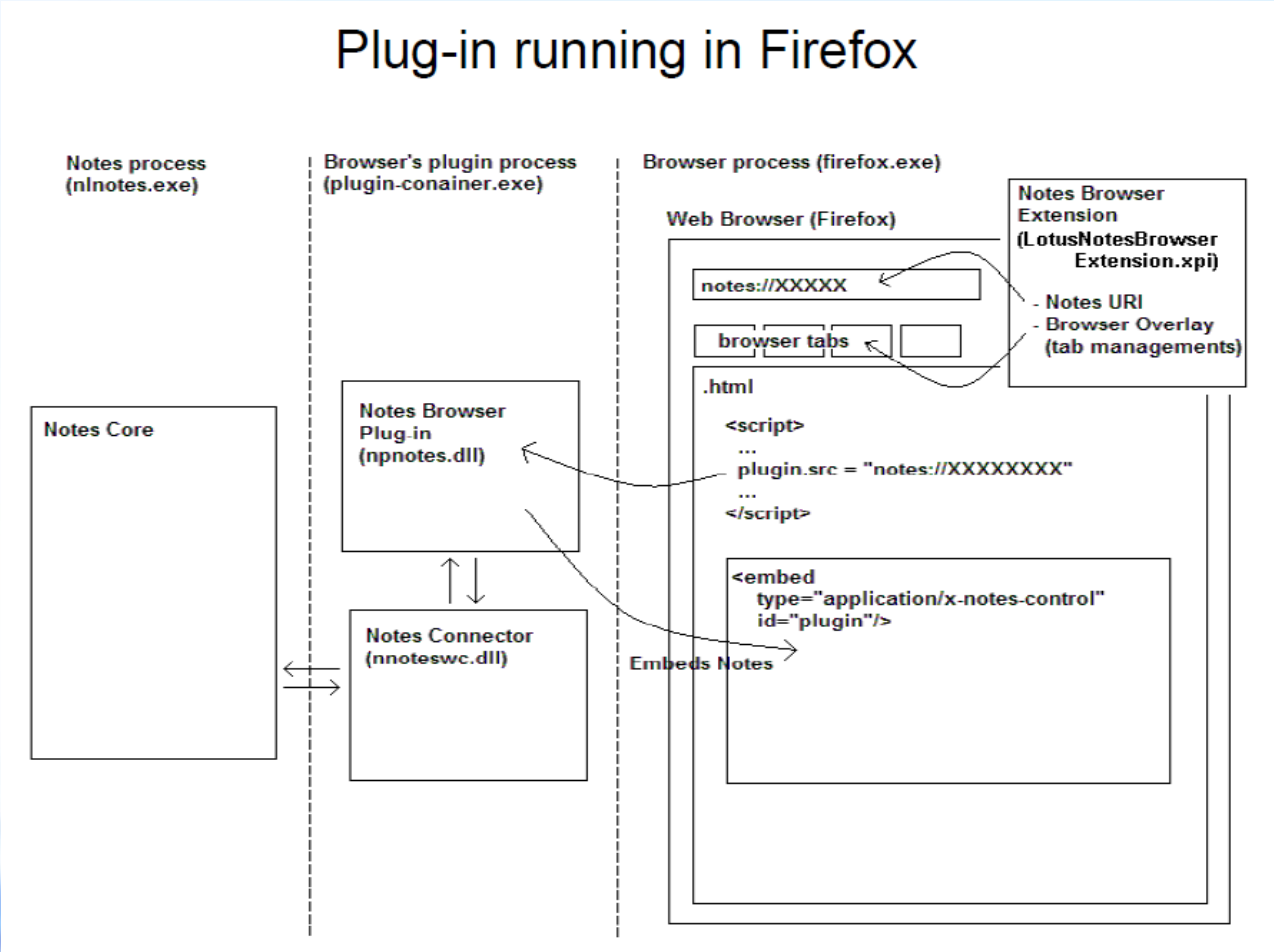 Plug-in running in Firefox
Notes process
(nlnotes.exe)
Browser's plugin process
(plugin-conainer.exe)
Browser process (firefox.exe)
Web Browser (Firefox)
Notes Browser
Extension
(LotusNotesBrowser
Extension.xpi)
- Notes URI
- Browser Overlay
(tab managements)
notes://XXXXX
browser tabs
.html
<script>
...
plugin.src = "notes://XXXXXXXX"
...
</script>
<embed
type="application/x-notes-control"
id="plugin"/>
Notes Core
Notes Browser
Plug-in
(npnotes.dll)
Notes Connector
(nnoteswc.dll)
Embeds Notes